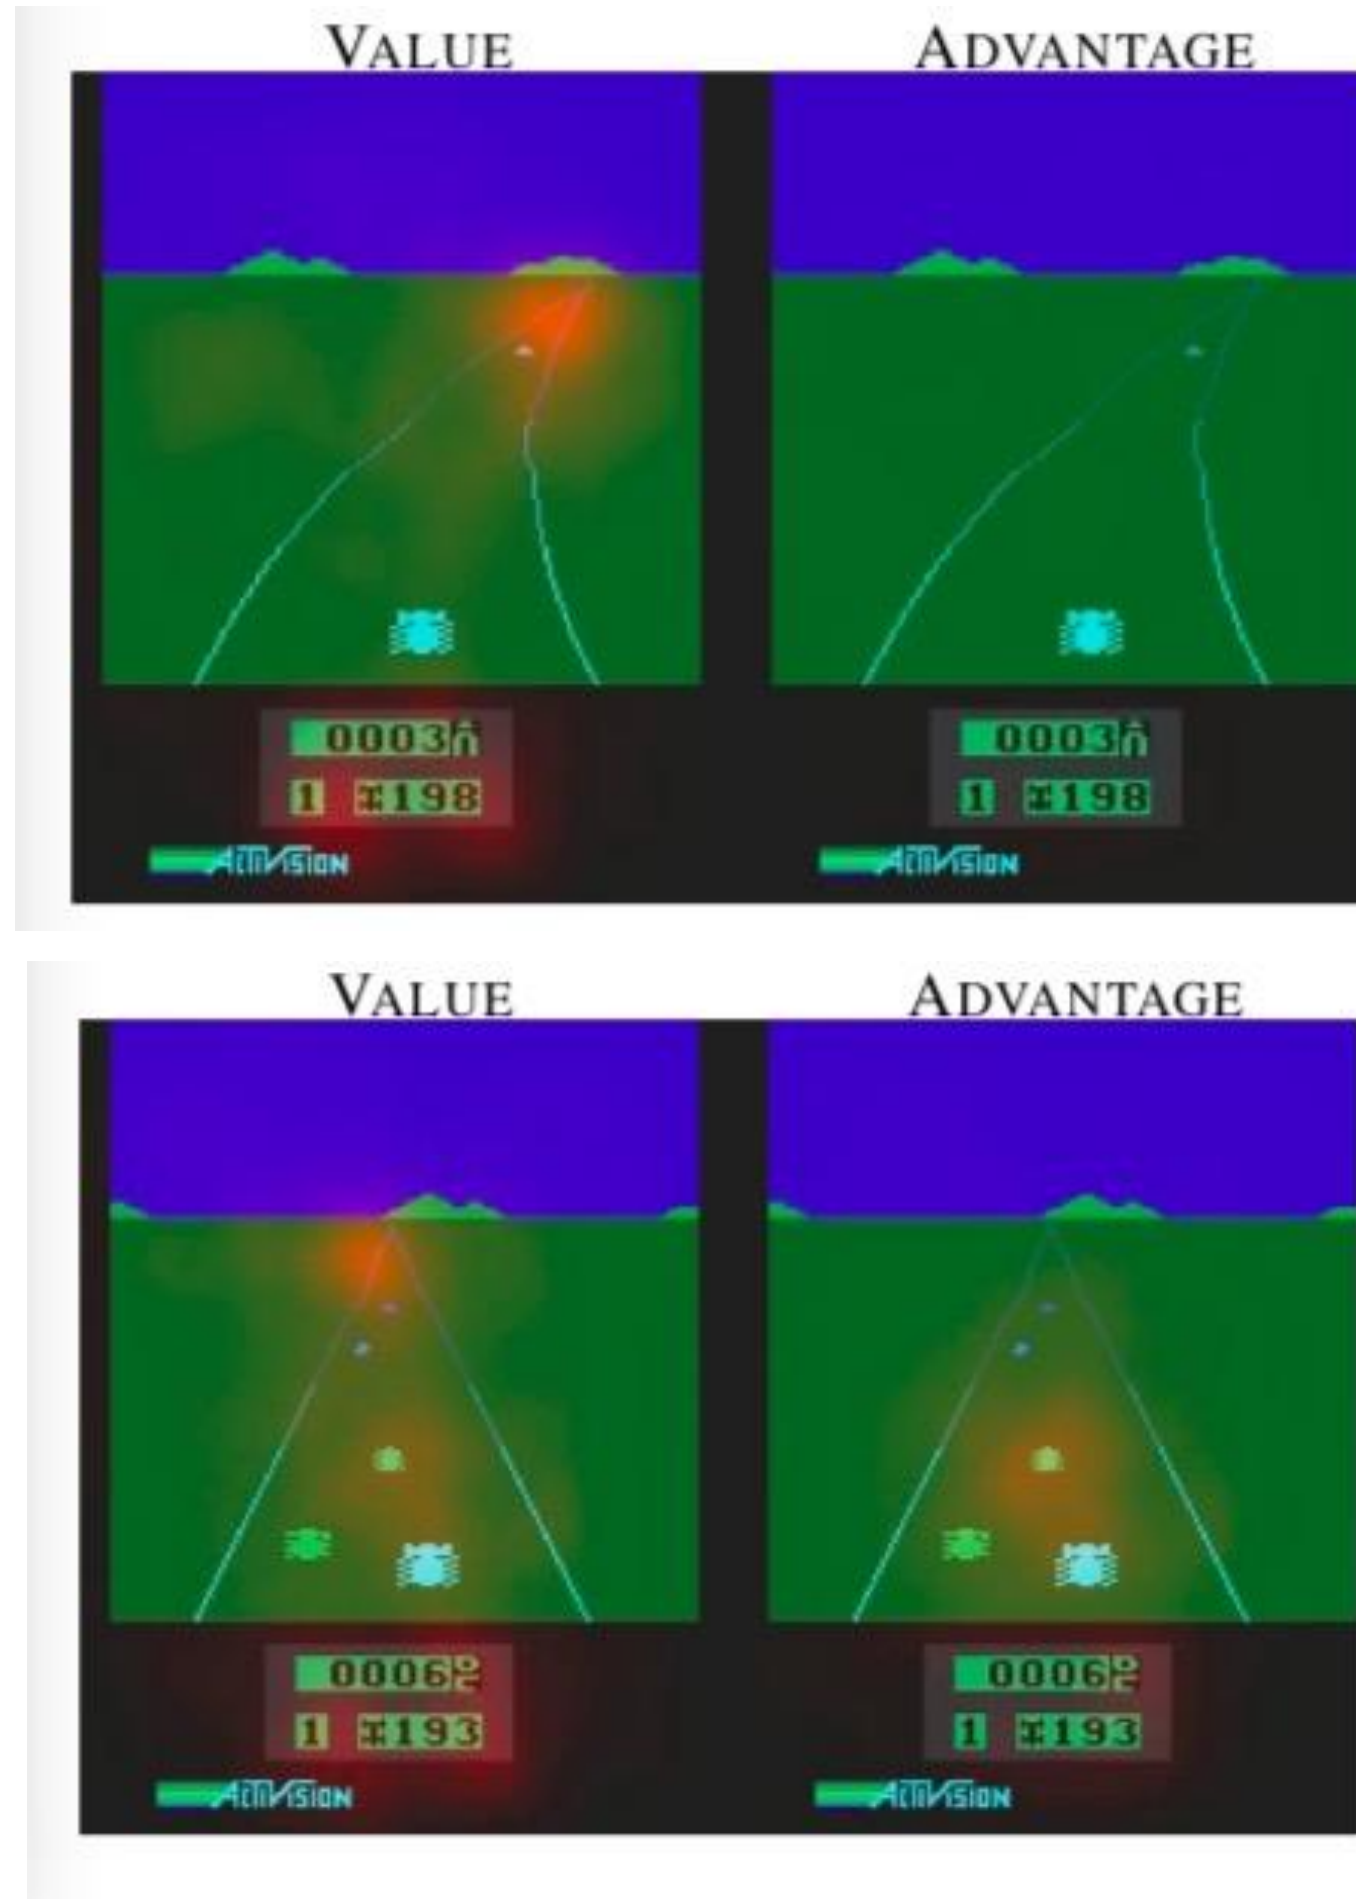 VALUE ADVANTAGE
0003 0003
1 198 1 198
ACTIVISION ACTIVISION
VALUE ADVANTAGE
0006 0006
1 193 1 193
ACTIVISION ACTIVISION